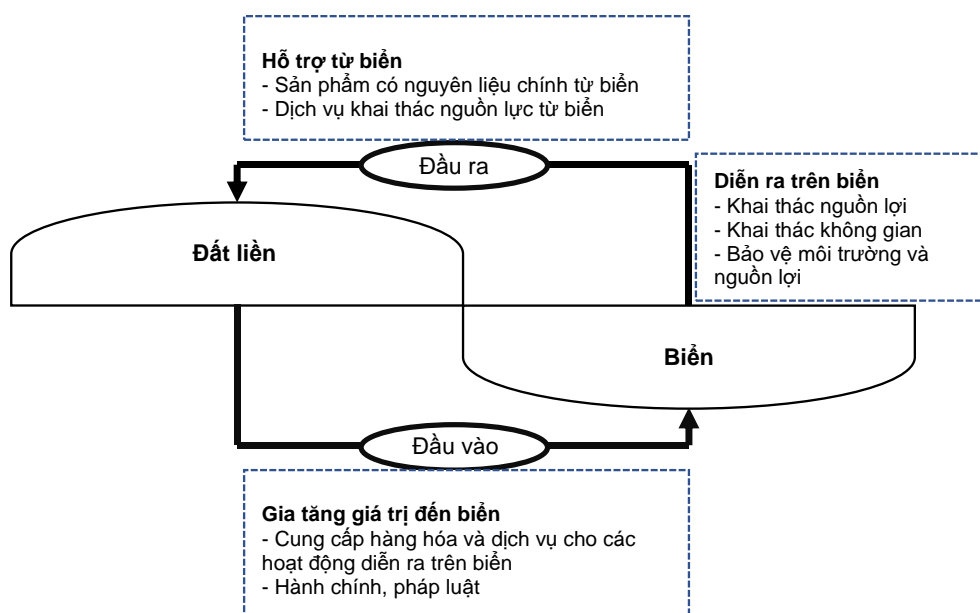 Hỗ trợ từ biển
- Sản phẩm có nguyên liệu chính từ biển
- Dịch vụ khai thác nguồn lực từ biển
Đầu ra
Diễn ra trên biển
- Khai thác nguồn lợi
- Khai thác không gian
- Bảo vệ môi trường và
nguồn lợi
Đất liền
Biển
Đầu vào
Gia tăng giá trị đến biển
- Cung cấp hàng hóa và dịch vụ cho các
hoạt động diễn ra trên biển
- Hành chính, pháp luật